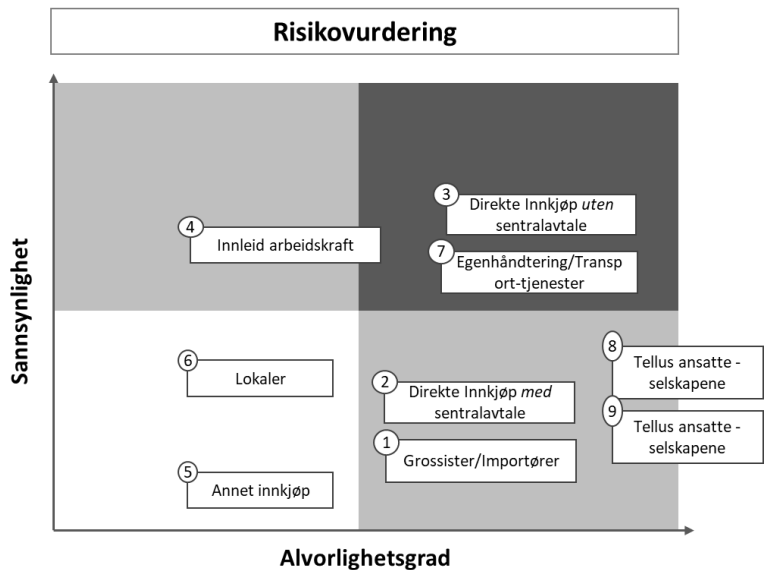 Risikovurdering
Sannsynlighet
3
Direkte Innkjøp uten
sentralavtale
4
Innleid arbeidskraft
7
Egenhåndtering/Transp
ort-tjenester
8
Tellus ansatte -
selskapene
6
Lokaler
2
Direkte Innkjøp med
sentralavtale
9
Tellus ansatte -
selskapene
1
Grossister/Importører
5
Annet innkjøp
Alvorlighetsgrad